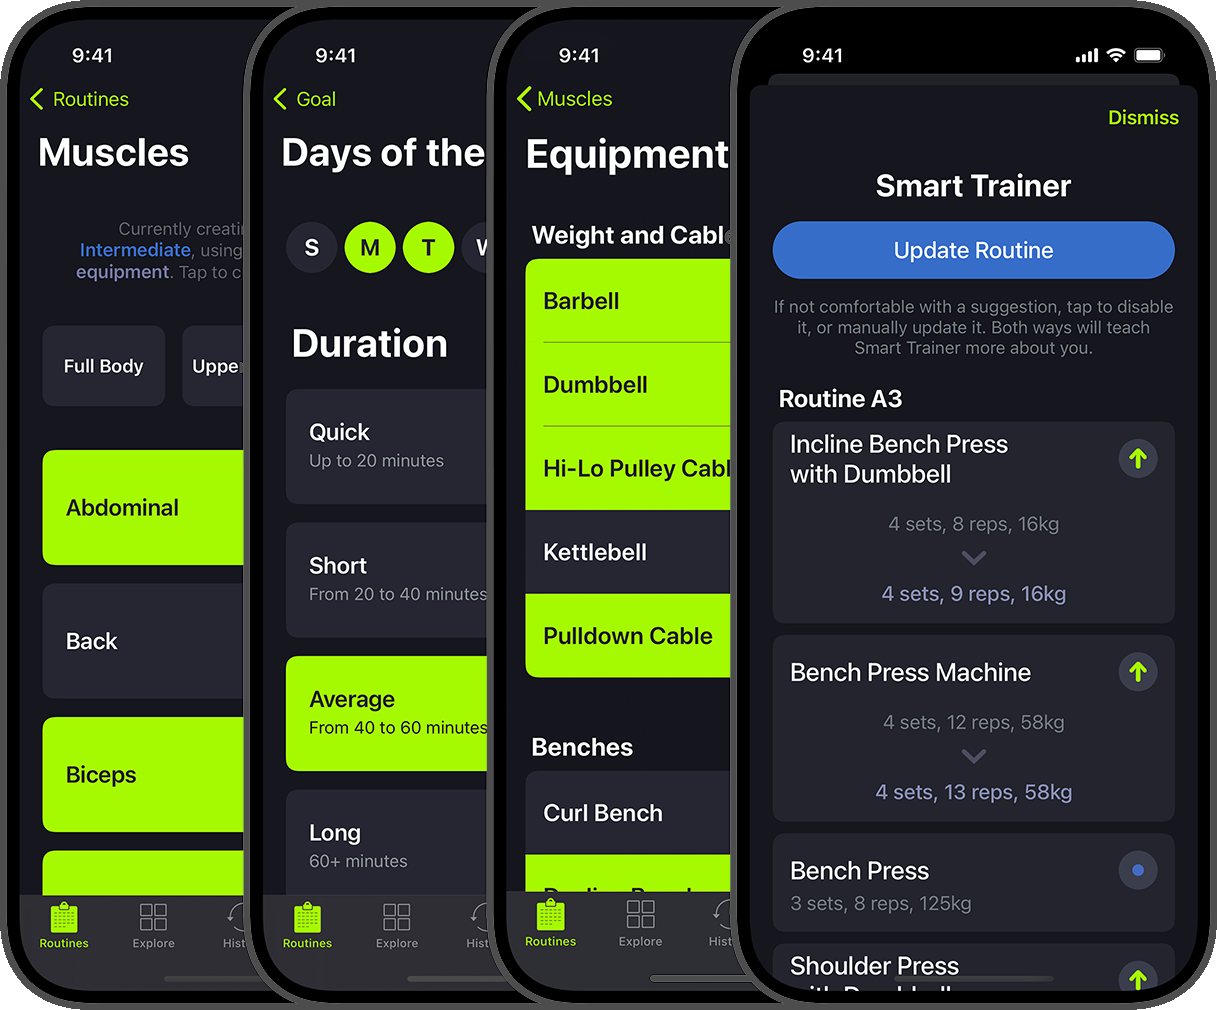 9:41
Routines
Muscles
Currently creati
Intermediate, using
equipment. Tap to c
Full Body
Uppe
Abdominal
Back
Biceps
Routines
Explore
Hist
9:41
Goal
Days of the
S
M
T
Duration
Quick
Up to 20 minutes
Short
From 20 to 40 minutes
Average
From 40 to 60 minutes
Long
60+ minutes
Routines
Explore
Hist
9:41
Muscles
Equipment
Weight and Cabl
Barbell
Dumbbell
Hi-Lo Pulley Cabl
Kettlebell
Pulldown Cable
Benches
Curl Bench
Routines
Explore
Hist
9:41
Dismiss
Smart Trainer
Update Routine
If not comfortable with a suggestion, tap to disable
it, or manually update it. Both ways will teach
Smart Trainer more about you.
Routine A3
Incline Bench Press
with Dumbbell
4 sets, 8 reps, 16kg
4 sets, 9 reps, 16kg
Bench Press Machine
4 sets, 12 reps, 58kg
4 sets, 13 reps, 58kg
Bench Press
3 sets, 8 reps, 125kg
Shoulder Press
with Dumbbell